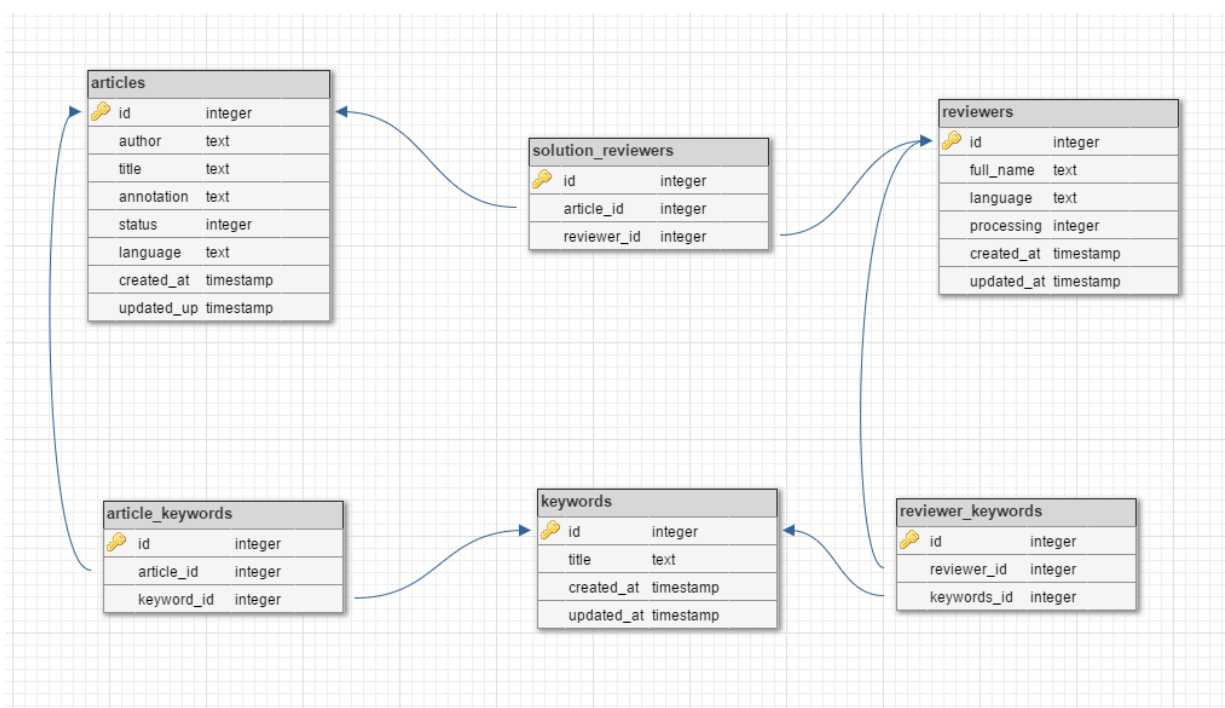 articles
id integer
author text
title text
annotation text
status integer
language text
created_at timestamp
updated_up timestamp
solution_reviewers
id integer
article_id integer
reviewer_id integer
reviewers
id integer
full_name text
language text
processing integer
created_at timestamp
updated_at timestamp
article_keywords
id integer
article_id integer
keyword_id integer
keywords
id integer
title text
created_at timestamp
updated_at timestamp
reviewer_keywords
id integer
reviewer_id integer
keywords_id integer